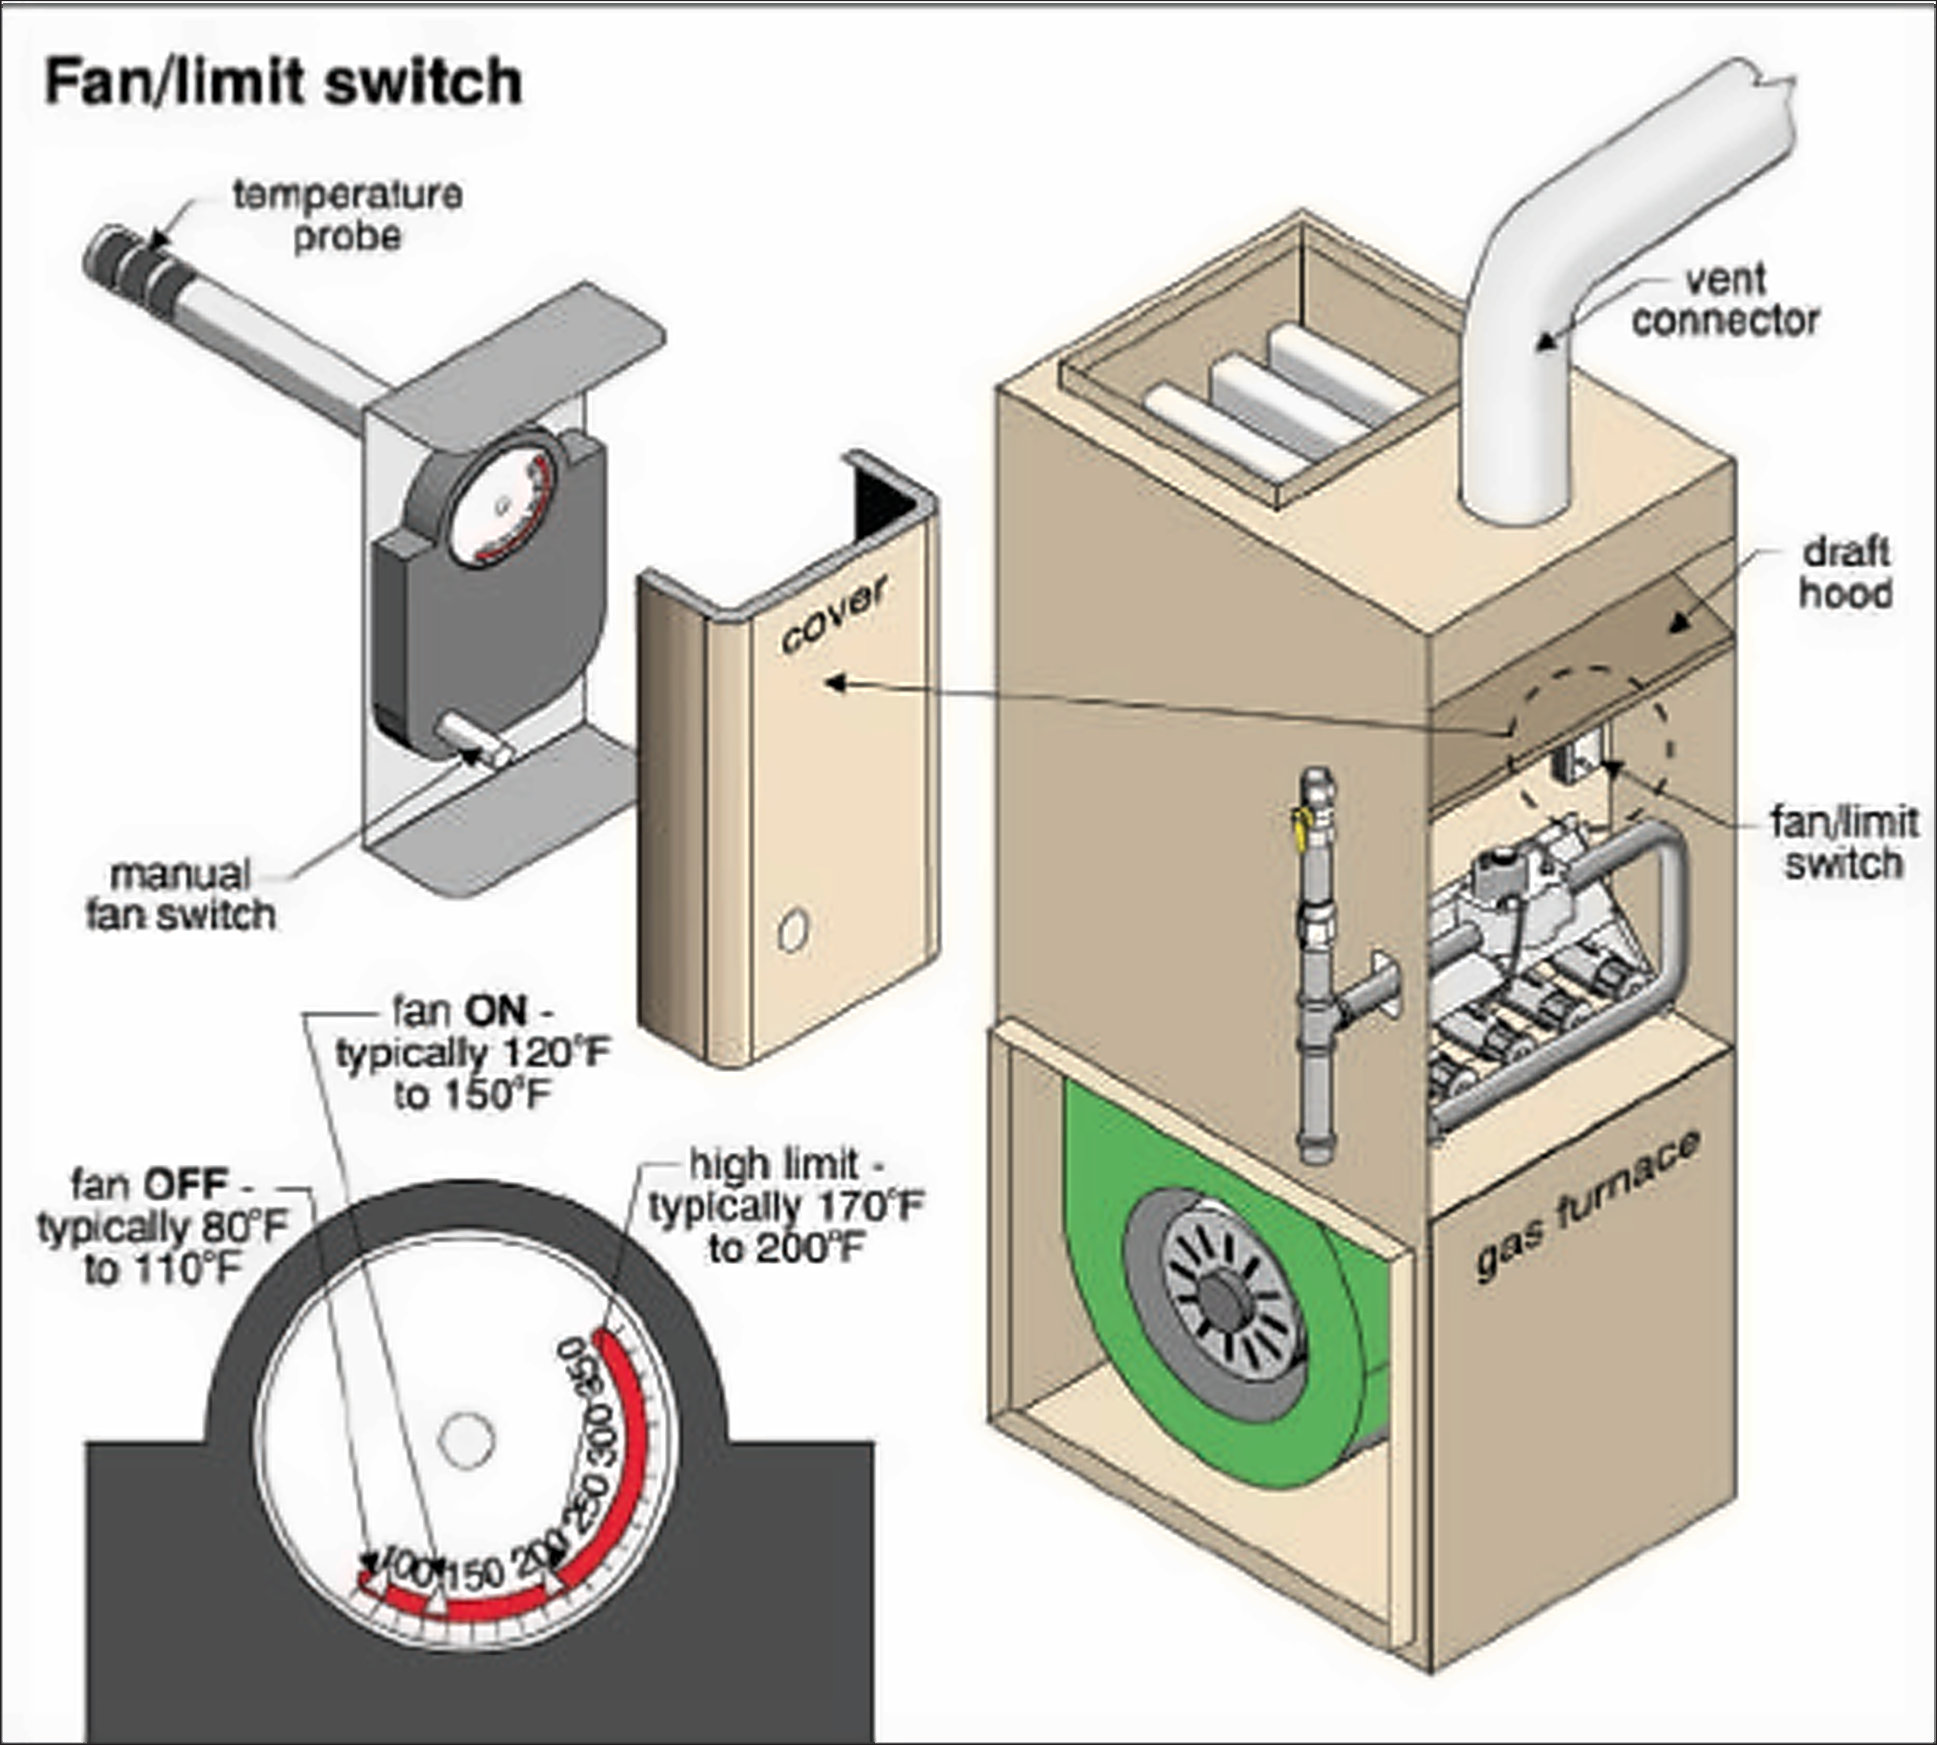 Fan/limit switch
temperature
probe
vent
connector
draft
hood
cover
fan/limit
switch
manual
fan switch
fan ON -
typically 120°F
to 150°F
high limit -
typically 170°F
to 200°F
fan OFF -
typically 80°F
to 110°F
gas furnace
100 150 200 250 300 350